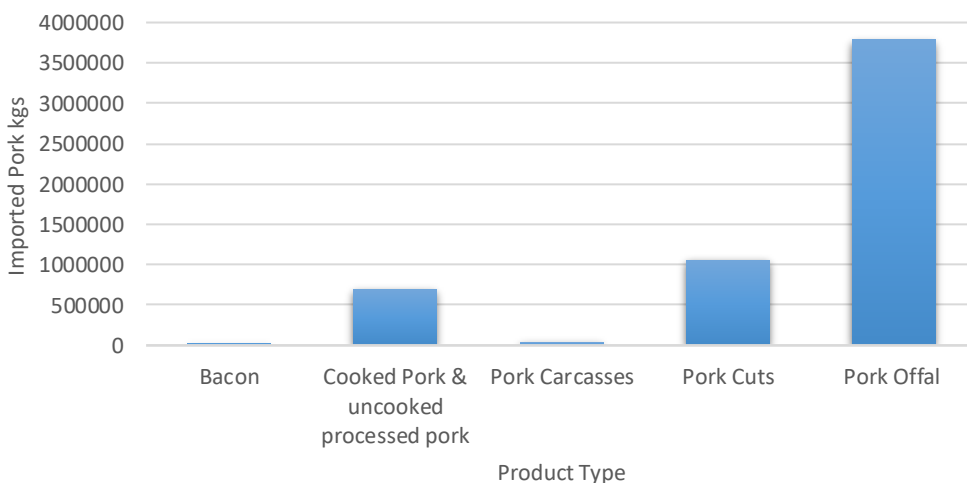 Imported Pork kgs
4000000
3500000
3000000
2500000
2000000
1500000
1000000
500000
0
Bacon
Cooked Pork &
uncooked
processed pork
Pork Carcasses
Pork Cuts
Pork Offal
Product Type